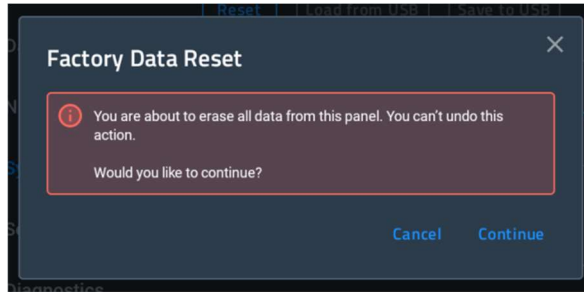 Reset Load from USB Save to USB
Factory Data Reset
You are about to erase all data from this panel. You can't undo this
action.
Would you like to continue?
Cancel Continue
Diagnostics